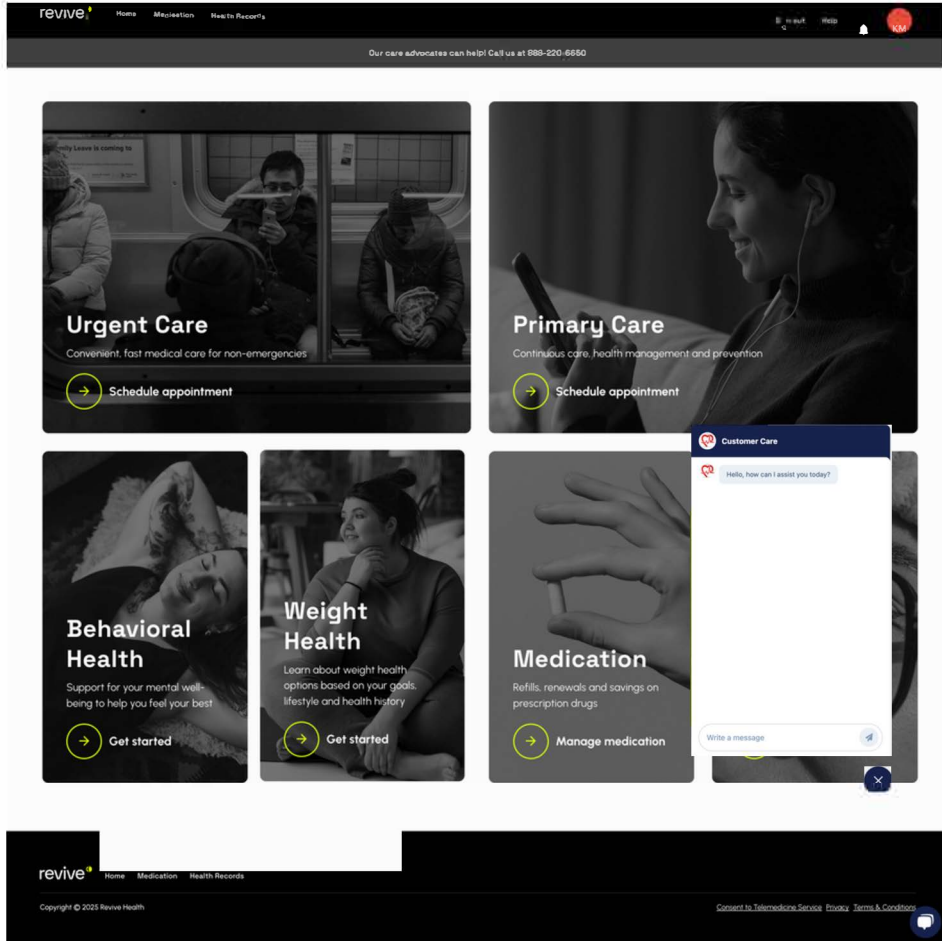 revive
Home Medication Health Records
Help
KM
Our care advocates can help! Call us at 888-220-6650
mily Leave is coming to
Urgent Care
Convenient, fast medical care for non-emergencies
Schedule appointment
Primary Care
Continuous care, health management and prevention
Schedule appointment
Behavioral
Health
Support for your mental well-
being to help you feel your best
Get started
Weight
Health
Learn about weight health
options based on your goals,
lifestyle and health history
Get started
Medication
Refills, renewals and savings on
prescription drugs
Manage medication
Customer Care
Hello, how can I assist you today?
Write a message
revive
Home Medication Health Records
Copyright © 2025 Revive Health
Consent to Telemedicine Service Privacy Terms & Conditions